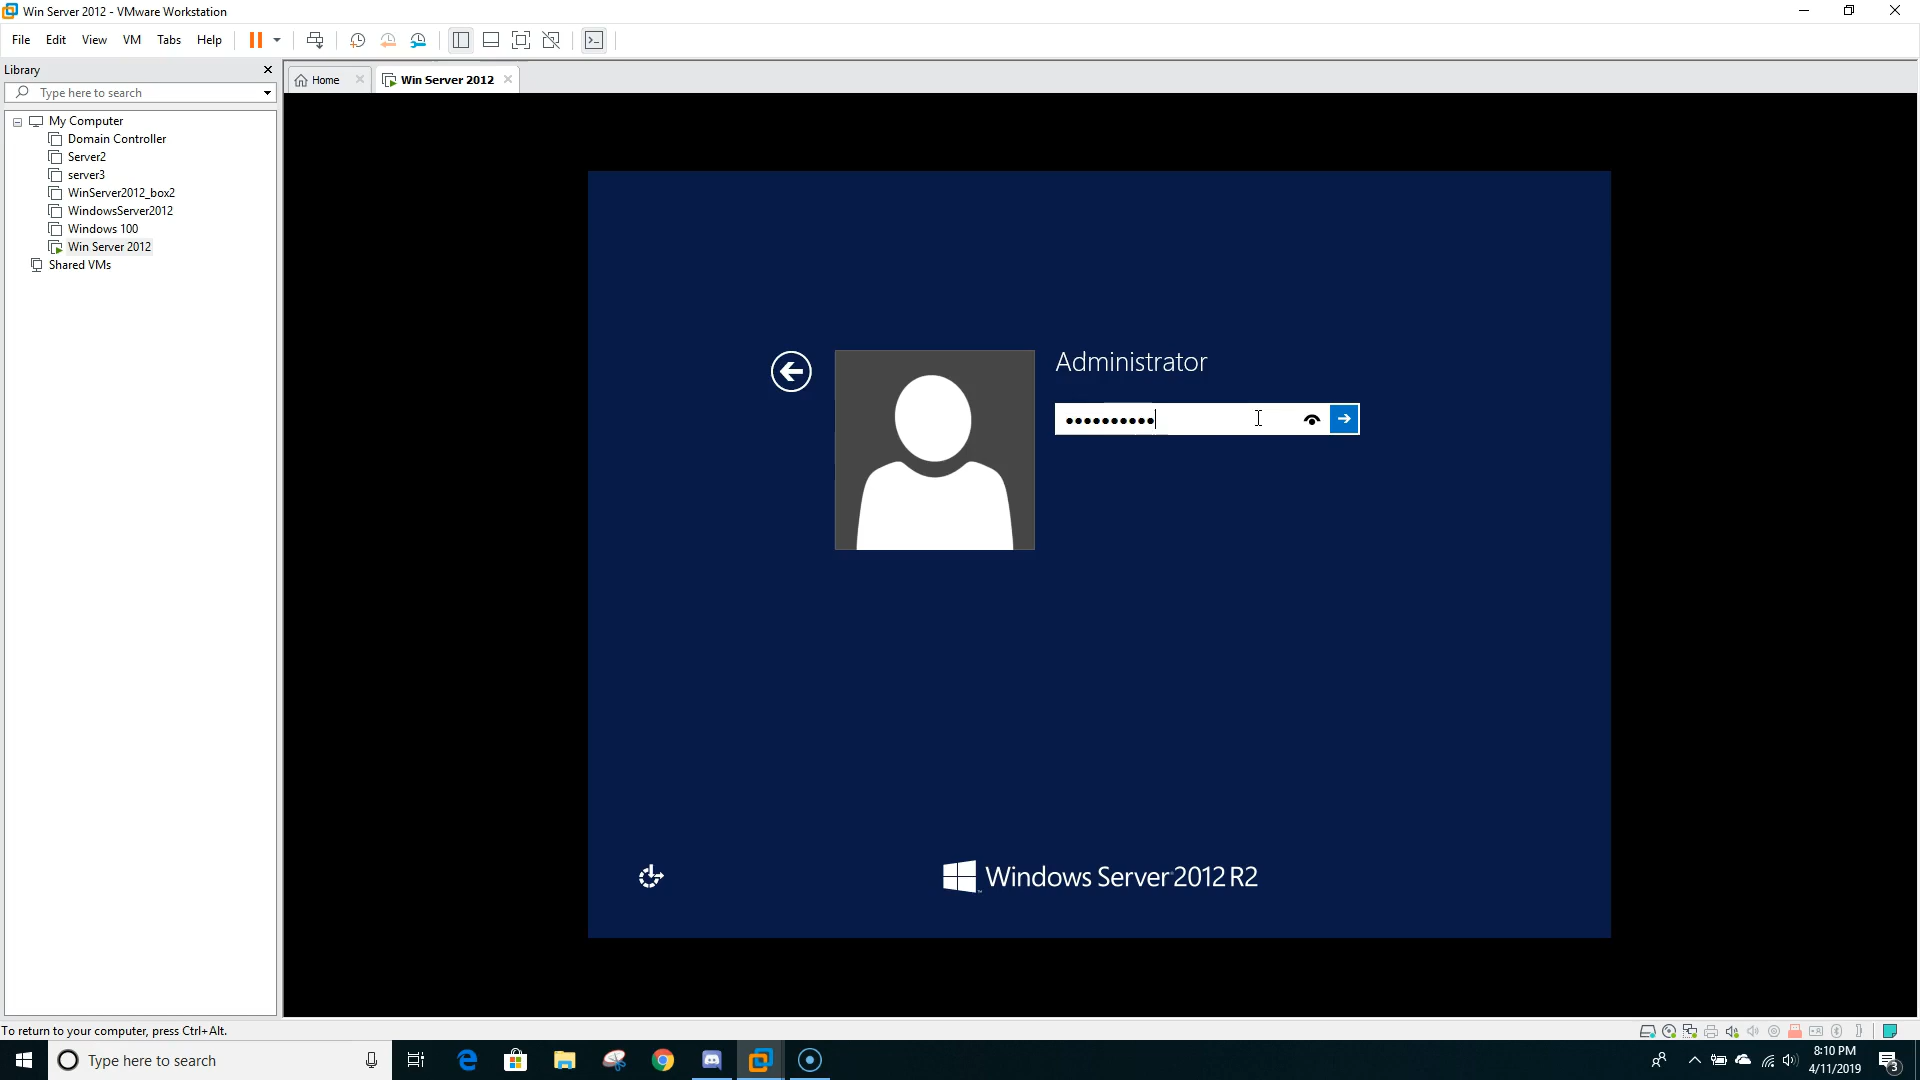 Win Server 2012 - VMware Workstation
File Edit View VM Tabs Help
Library
Type here to search
Home
Win Server 2012
My Computer
Domain Controller
Server2
server3
WinServer2012_box2
WindowsServer2012
Windows 100
Win Server 2012
Shared VMs
Administrator
••••••••••
Windows Server 2012 R2
To return to your computer, press Ctrl+Alt.
Type here to search
8:10 PM
4/11/2019
3